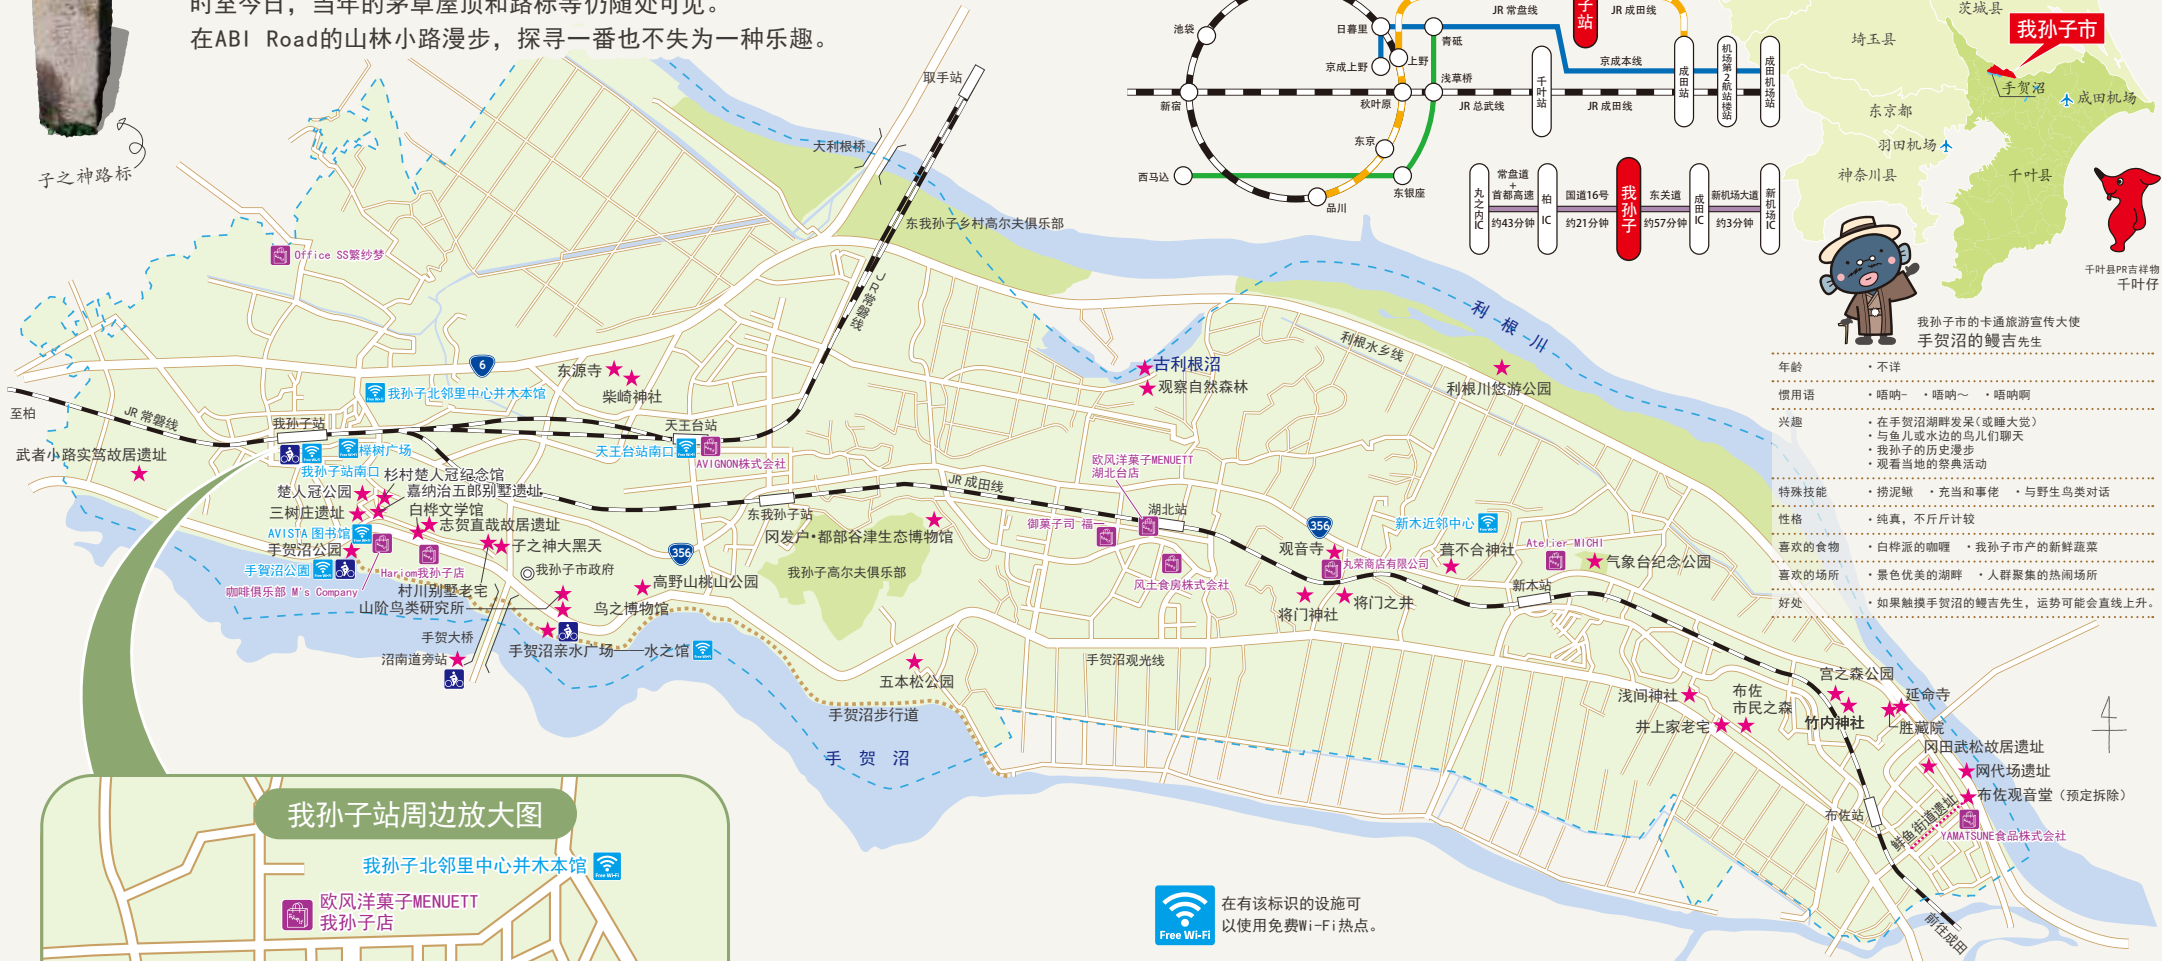 时至今日，当年的茅草屋顶和路标等仍随处可见。
在ABI Road的山林小路漫步，探寻一番也不失为一种乐趣。
子之神路标
池袋
日暮里
青砥
JR 常盘线
子站
JR 成田线
京成上野
上野
京成本线
新宿
秋叶原
浅草桥
JR 总武线
千叶站
JR 成田线
成田站
机场第2航站楼站
成田机场站
东京
西马込
东银座
品川
丸之内IC
常盘道
+
首都高速
约43分钟
柏IC
国道16号
约21分钟
我孙子
东关道
约57分钟
成田IC
新机场大道
约3分钟
新机场IC
茨城县
埼玉县
我孙子市
手贺沼
成田机场
东京都
羽田机场
神奈川县
千叶县
千叶县PR吉祥物
千叶仔
我孙子市的卡通旅游宣传大使
手贺沼的鳗吉先生
年龄
・不详
惯用语
・唔呐- ・唔呐～ ・唔呐啊
兴趣
・在手贺沼湖畔发呆(或睡大觉)
・与鱼儿或水边的鸟儿们聊天
・我孙子的历史漫步
・观看当地的祭典活动
特殊技能
・捞泥鳅 ・充当和事佬 ・与野生鸟类对话
性格
・纯真，不斤斤计较
喜欢的食物
・白桦派的咖喱 ・我孙子市产的新鲜蔬菜
喜欢的场所
・景色优美的湖畔 ・人群聚集的热闹场所
好处
・如果触摸手贺沼的鳗吉先生，运势可能会直线上升。
取手站
大利根桥
东我孙子乡村高尔夫俱乐部
Office SS繁纱梦
JR常磐线
利根川
利根水乡线
6
东源寺
柴崎神社
古利根沼
观察自然森林
利根川悠游公园
我孙子北邻里中心并木本馆
至柏
JR 常磐线
我孙子站
天王台站
武者小路实笃故居遗址
榉树广场
天王台站南口
AVIGNON株式会社
我孙子站南口
杉村楚人冠纪念馆
楚人冠公园
嘉纳治五郎别墅遗址
三树庄遗址
白桦文学馆
志贺直哉故居遗址
AVISTA 图书馆
手贺沼公园
子之神大黑天
手贺沼公園
Hariom我孙子店
我孙子市政府
咖啡俱乐部 M's Company
村川别墅老宅
山阶鸟类研究所
鸟之博物馆
高野山桃山公园
手贺大桥
沼南道旁站
手贺沼亲水广场——水之馆
JR 成田线
东我孙子站
冈发户・都部谷津生态博物馆
我孙子高尔夫俱乐部
356
欧风洋菓子MENUETT
湖北台店
湖北站
御菓子司 福一
风土食房株式会社
356
观音寺
丸荣商店有限公司
将门神社
将门之井
新木近邻中心
葺不合神社
Atelier MICHI
气象台纪念公园
新木站
五本松公园
手贺沼观光线
手贺沼步行道
手贺沼
浅间神社
井上家老宅
布佐
市民之森
宫之森公园
竹内神社
延命寺
胜藏院
冈田武松故居遗址
网代场遗址
布佐观音堂（预定拆除）
布佐站
鲜鱼街道遗址
YAMATSUNE食品株式会社
前往成田
我孙子站周边放大图
我孙子北邻里中心并木本馆
Free Wi-Fi
欧风洋菓子MENUETT
我孙子店
Free Wi-Fi
在有该标识的设施可
以使用免费Wi-Fi热点。